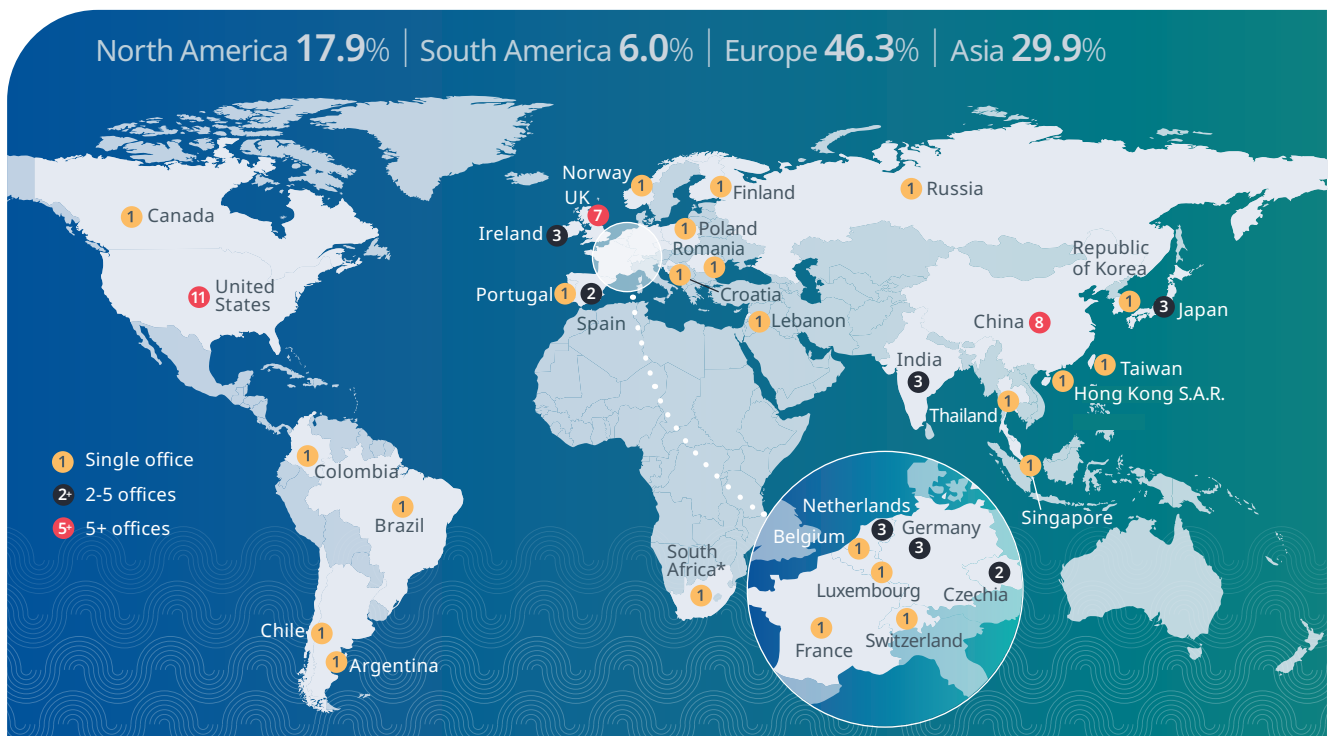 North America 17.9% | South America 6.0% | Europe 46.3% | Asia 29.9%
1 Canada
11 United
States
Norway 1
UK
7
Ireland 3
1 Finland
1 Russia
1 Poland
Romania
1
1
Croatia
Portugal 1
2
Spain
1 Lebanon
Republic
of Korea
1
3 Japan
China 8
India
3
1 Taiwan
1
Hong Kong S.A.R.
Thailand
1
1
Singapore
1 Single office
2+ 2-5 offices
5+ 5+ offices
1
Colombia
1
Brazil
Chile 1
1 Argentina
South
Africa*
1
Netherlands
3
Germany
3
Belgium
1
1
Luxembourg
2
Czechia
1
France
1
Switzerland